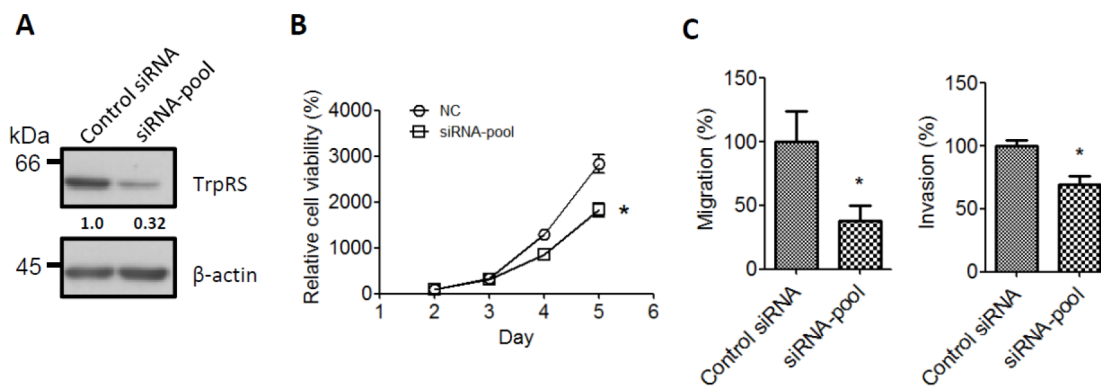 A
Control siRNA
siRNA-pool
kDa
66
TrpRS
1.0 0.32
45
β-actin
B
Relative cell viability (%)
4000
3000
2000
1000
0
NC
siRNA-pool
*
1 2 3 4 5 6
Day
C
Migration (%)
150
100
50
0
*
Control siRNA
siRNA-pool
Invasion (%)
150
100
50
0
*
Control siRNA
siRNA-pool